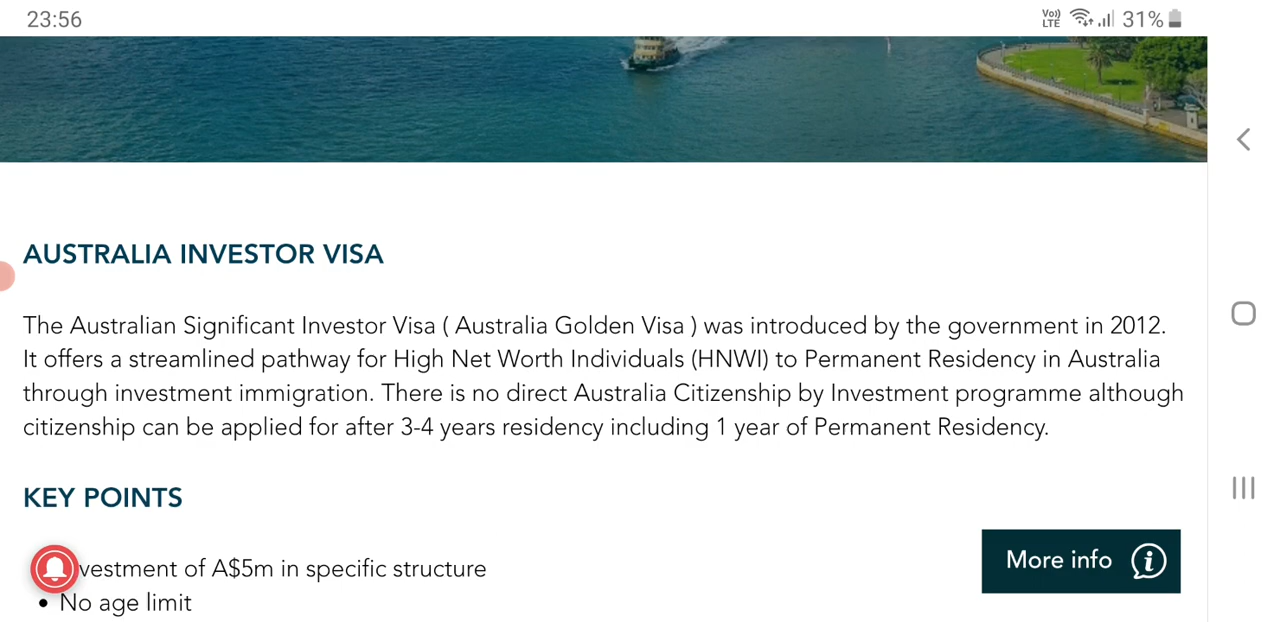 23:56
Vo)) LTE 31%
AUSTRALIA INVESTOR VISA
The Australian Significant Investor Visa ( Australia Golden Visa ) was introduced by the government in 2012.
It offers a streamlined pathway for High Net Worth Individuals (HNWI) to Permanent Residency in Australia
through investment immigration. There is no direct Australia Citizenship by Investment programme although
citizenship can be applied for after 3-4 years residency including 1 year of Permanent Residency.
KEY POINTS
vestment of A$5m in specific structure
• No age limit
More info i